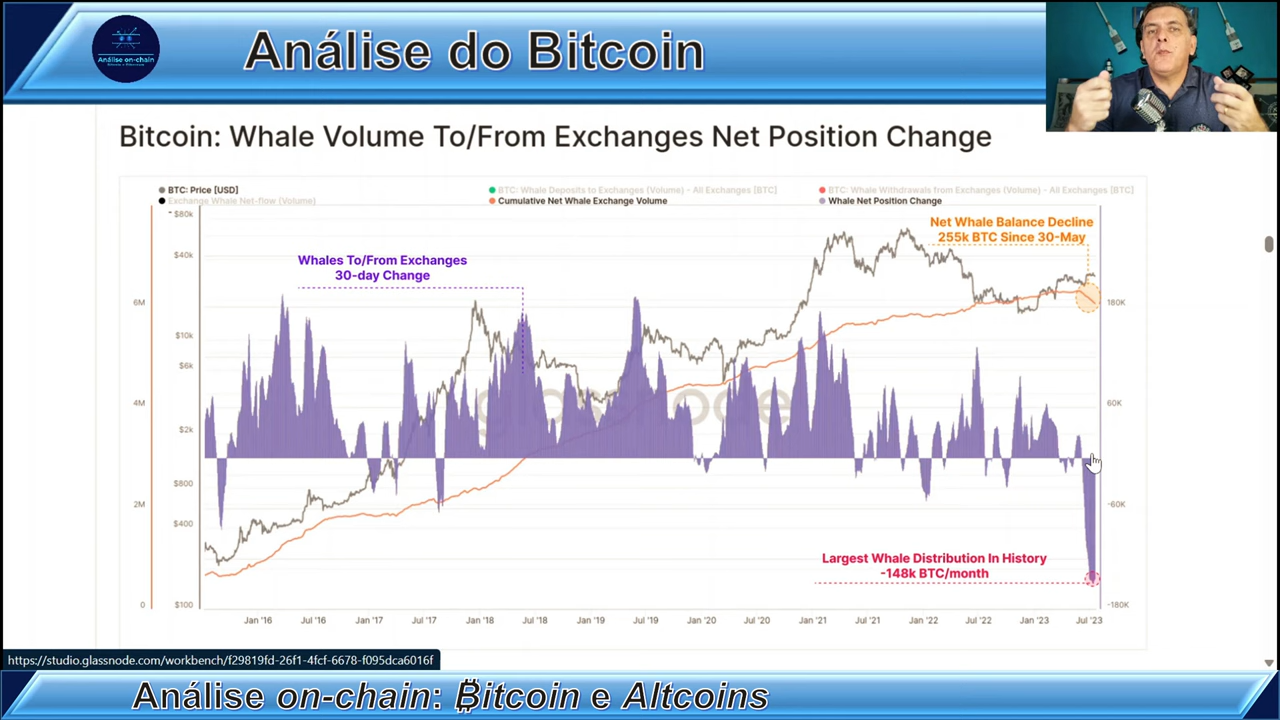 Análise on-chain
Análise do Bitcoin
Bitcoin: Whale Volume To/From Exchanges Net Position Change
BTC: Price [USD]
BTC: Whale Deposits to Exchanges (Volume) - All Exchanges [BTC]
BTC: Whale Withdrawals from Exchanges (Volume) - All Exchanges [BTC]
Exchange Whale Net-flow (Volume)
Cumulative Net Whale Exchange Volume
Whale Net Position Change
Net Whale Balance Decline
255k BTC Since 30-May
Whales To/From Exchanges
30-day Change
6M
4M
2M
0
$80k
$40k
$10k
$6k
$2k
$800
$400
$100
180K
60K
-60K
-180K
glassnode
Largest Whale Distribution In History
-148k BTC/month
Jan '16
Jul '16
Jan '17
Jul '17
Jan '18
Jul '18
Jan '19
Jul '19
Jan '20
Jul '20
Jan '21
Jul '21
Jan '22
Jul '22
Jan '23
Jul '23
https://studio.glassnode.com/workbench/f29819fd-26f1-4fcf-6678-f095dca6016f
Análise on-chain: ₿itcoin e Altcoins